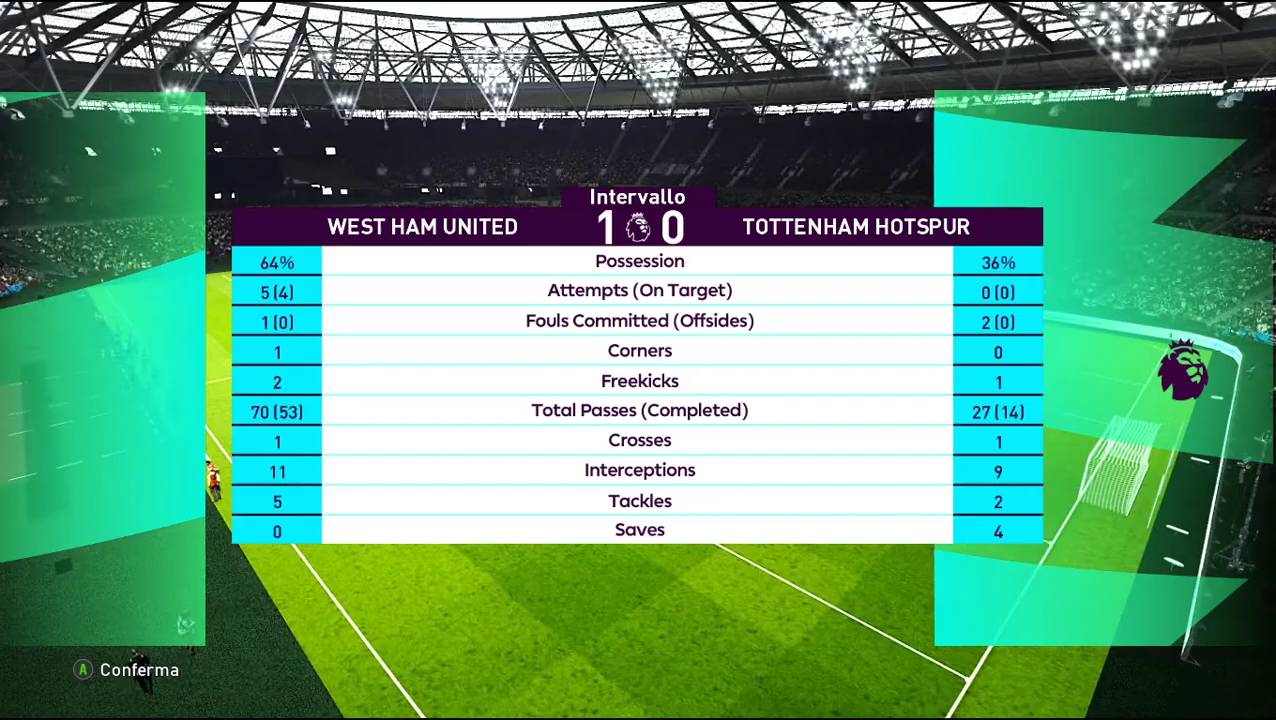 Intervallo
WEST HAM UNITED 1 0 TOTTENHAM HOTSPUR
64% Possession 36%
5 (4) Attempts (On Target) 0 (0)
1 (0) Fouls Committed (Offsides) 2 (0)
1 Corners 0
2 Freekicks 1
70 (53) Total Passes (Completed) 27 (14)
1 Crosses 1
11 Interceptions 9
5 Tackles 2
0 Saves 4
A Conferma